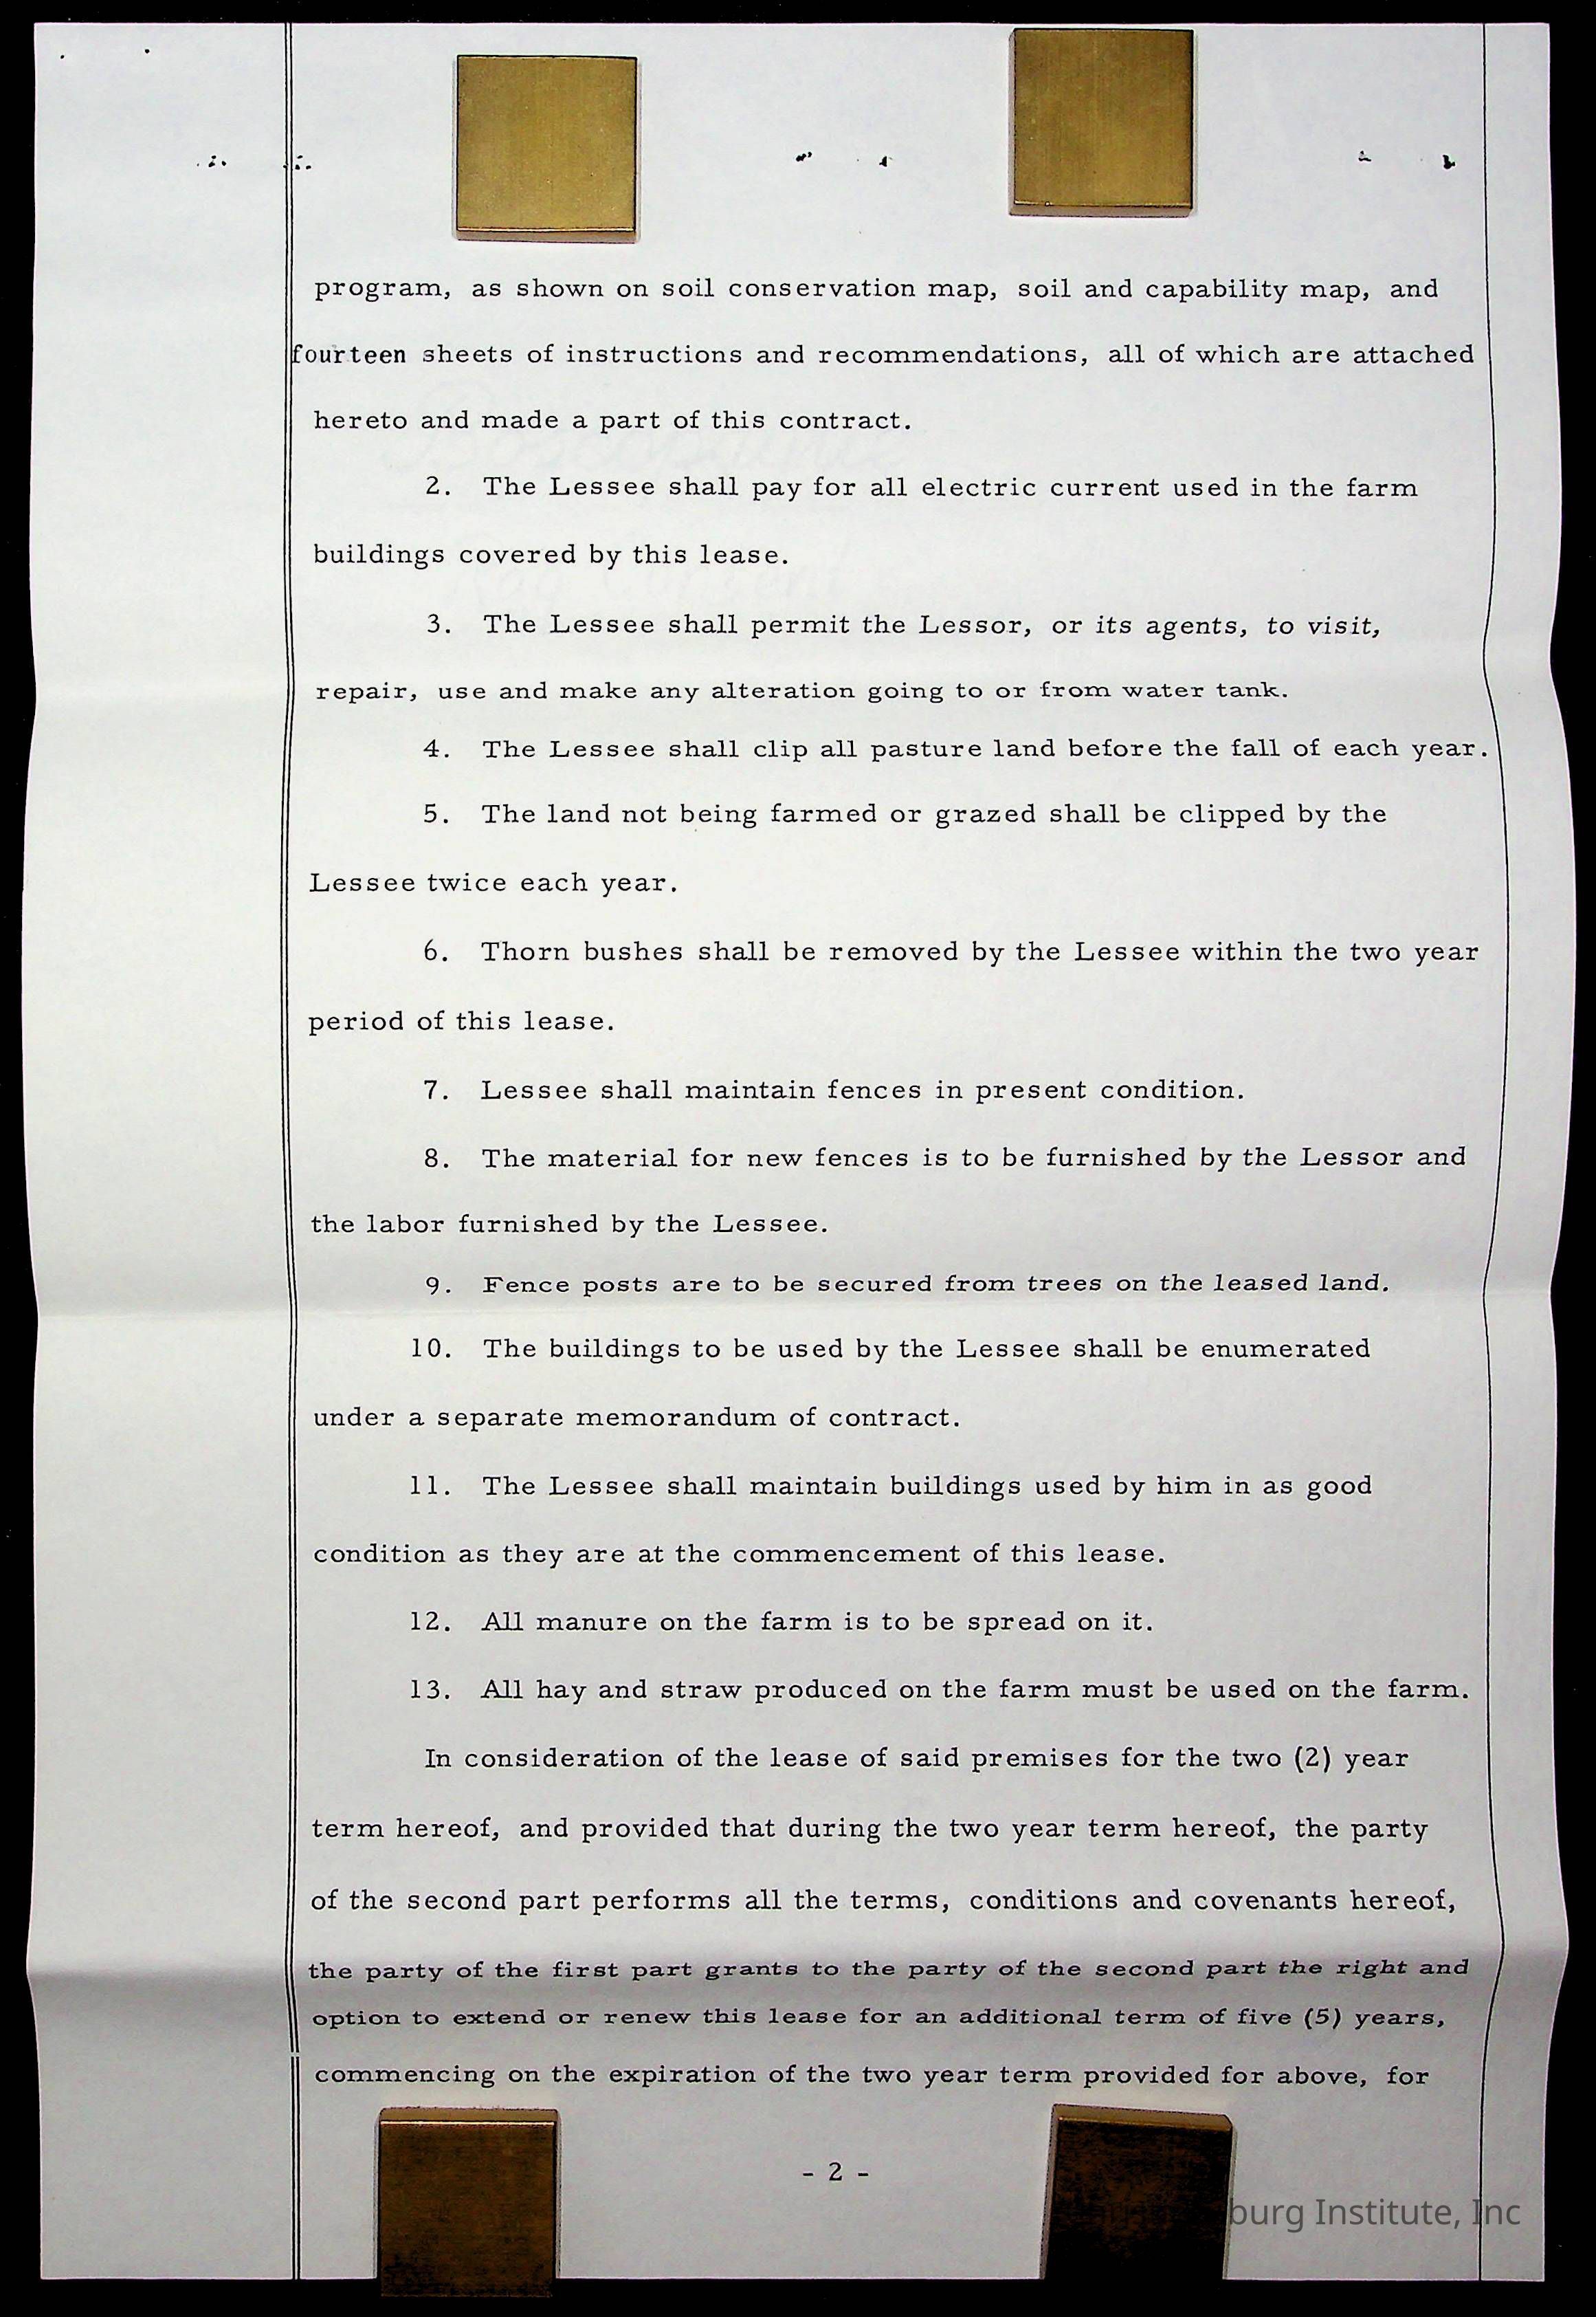 program, as shown on soil conservation map, soil and capability map, and
fourteen sheets of instructions and recommendations, all of which are attached
hereto and made a part of this contract.
2. The Lessee shall pay for all electric current used in the farm
buildings covered by this lease.
3. The Lessee shall permit the Lessor, or its agents, to visit,
repair, use and make any alteration going to or from water tank.
4. The Lessee shall clip all pasture land before the fall of each year.
5. The land not being farmed or grazed shall be clipped by the
Lessee twice each year.
6. Thorn bushes shall be removed by the Lessee within the two year
period of this lease.
7. Lessee shall maintain fences in present condition.
8. The material for new fences is to be furnished by the Lessor and
the labor furnished by the Lessee.
9. Fence posts are to be secured from trees on the leased land.
10. The buildings to be used by the Lessee shall be enumerated
under a separate memorandum of contract.
11. The Lessee shall maintain buildings used by him in as good
condition as they are at the commencement of this lease.
12. All manure on the farm is to be spread on it.
13. All hay and straw produced on the farm must be used on the farm.
In consideration of the lease of said premises for the two (2) year
term hereof, and provided that during the two year term hereof, the party
of the second part performs all the terms, conditions and covenants hereof,
the party of the first part grants to the party of the second part the right and
option to extend or renew this lease for an additional term of five (5) years,
commencing on the expiration of the two year term provided for above, for
- 2 -
burg Institute, Inc